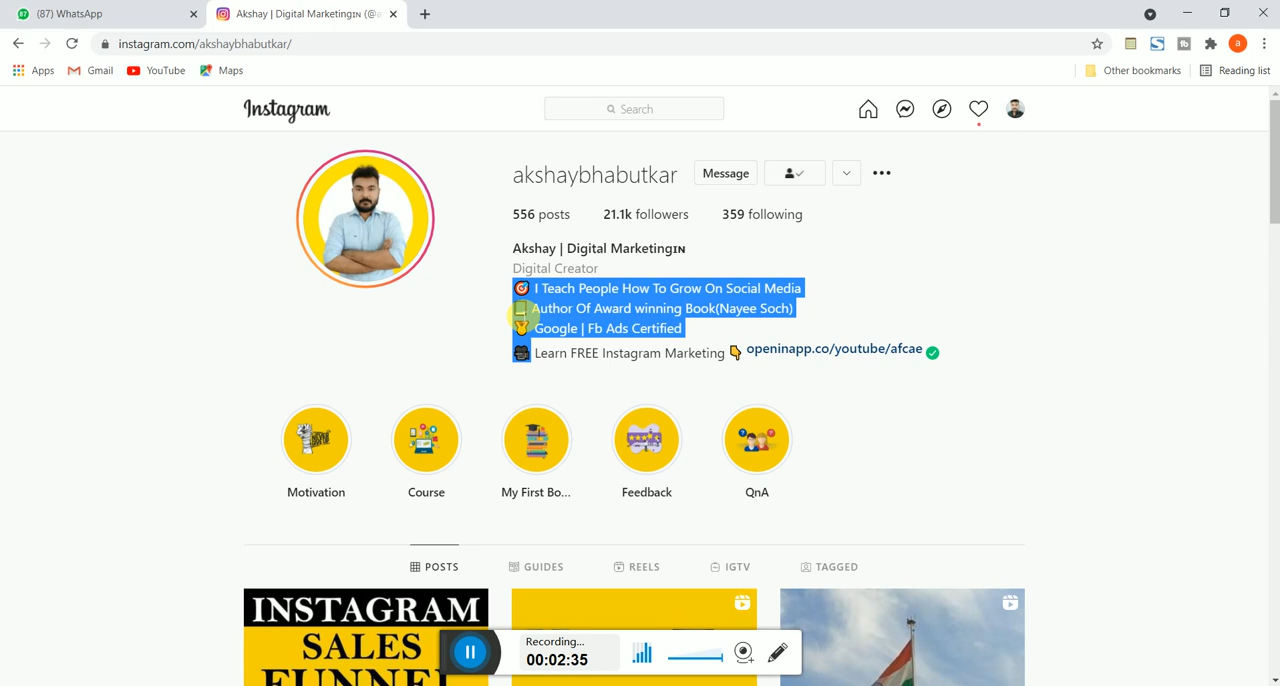 (87) WhatsApp
Akshay | Digital Marketingɪɴ (@a
instagram.com/akshaybhabutkar/
a
Apps
Gmail
YouTube
Maps
Other bookmarks
Reading list
Instagram
Search
akshaybhabutkar
Message
556 posts 21.1k followers 359 following
Akshay | Digital Marketingɪɴ
Digital Creator
🎯 I Teach People How To Grow On Social Media
Author Of Award winning Book(Nayee Soch)
🏅 Google | Fb Ads Certified
🎥 Learn FREE Instagram Marketing 👇 openinapp.co/youtube/afcae
Motivation
Course
My First Bo...
Feedback
QnA
POSTS
GUIDES
REELS
IGTV
TAGGED
INSTAGRAM
SALES
FUNNEL
Recording...
00:02:35